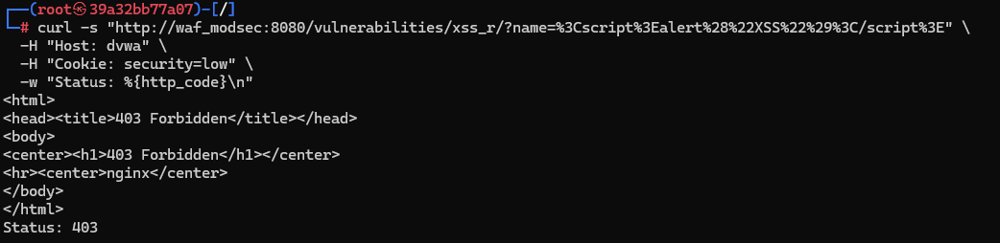 ┌──(root㉿39a32bb77a07)-[/]
└─# curl -s "http://waf_modsec:8080/vulnerabilities/xss_r/?name=%3Cscript%3Ealert%28%22XSS%22%29%3C/script%3E" \
  -H "Host: dvwa" \
  -H "Cookie: security=low" \
  -w "Status: %{http_code}\n"
<html>
<head><title>403 Forbidden</title></head>
<body>
<center><h1>403 Forbidden</h1></center>
<hr><center>nginx</center>
</body>
</html>
Status: 403